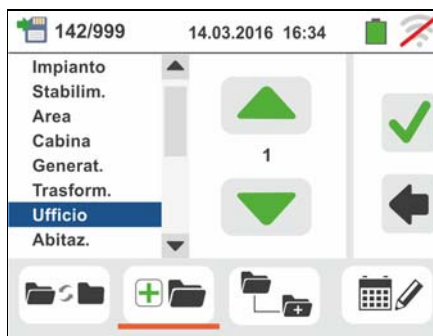 142/999 14.03.2016 16:34
Impianto
Stabilim.
Area
Cabina
Generat.
Trasform.
Ufficio
Abitaz.
1